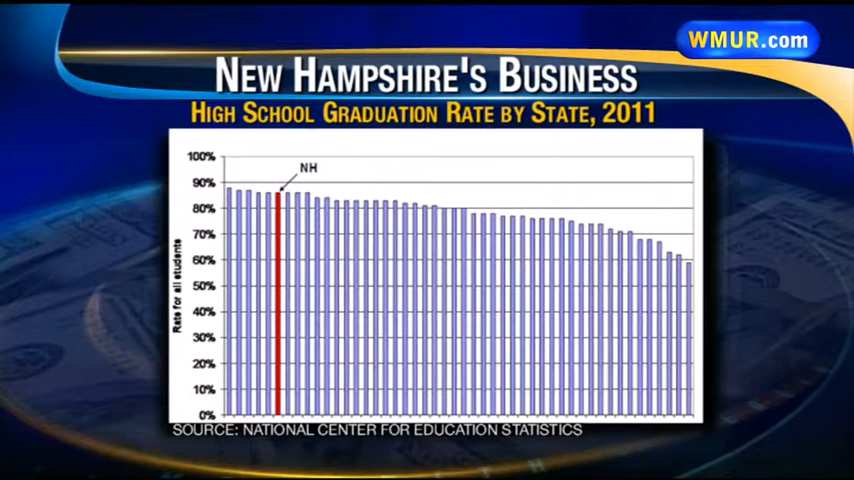 WMUR.com
NEW HAMPSHIRE'S BUSINESS
HIGH SCHOOL GRADUATION RATE BY STATE, 2011
NH
Rate for all students
100%
90%
80%
70%
60%
50%
40%
30%
20%
10%
0%
SOURCE: NATIONAL CENTER FOR EDUCATION STATISTICS